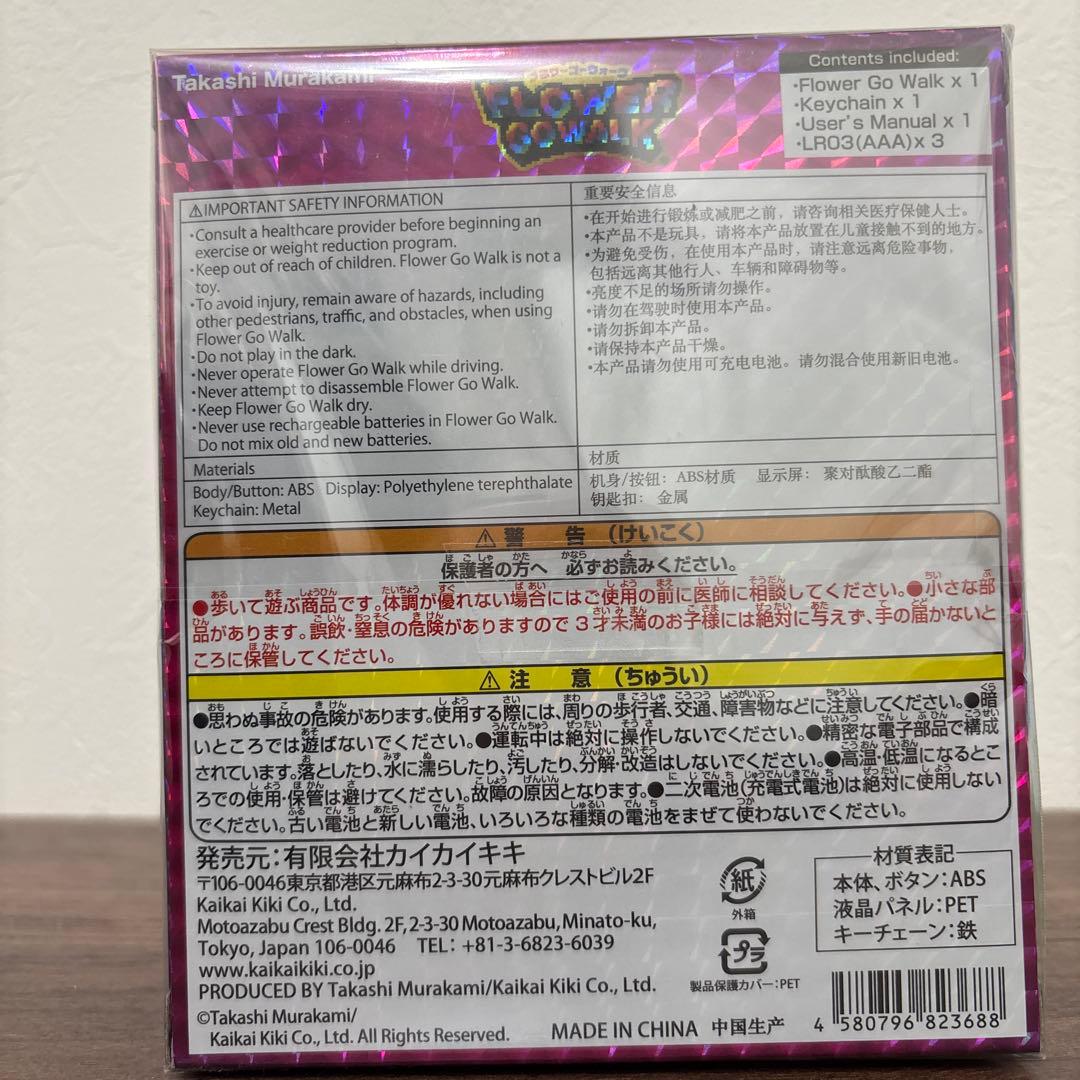 Takashi Murakami
フラワーゴーウォーク
FLOWER
GO WALK
Contents included:
・Flower Go Walk x 1
・Keychain x 1
・User's Manual x 1
・LR03(AAA)x 3
⚠IMPORTANT SAFETY INFORMATION
・Consult a healthcare provider before beginning an
exercise or weight reduction program.
・Keep out of reach of children. Flower Go Walk is not a
toy.
・To avoid injury, remain aware of hazards, including
other pedestrians, traffic, and obstacles, when using
Flower Go Walk.
・Do not play in the dark.
・Never operate Flower Go Walk while driving.
・Never attempt to disassemble Flower Go Walk.
・Keep Flower Go Walk dry.
・Never use rechargeable batteries in Flower Go Walk.
Do not mix old and new batteries.
重要安全信息
・在开始进行锻炼或减肥之前，请咨询相关医疗保健人士。
・本产品不是玩具，请将本产品放置在儿童接触不到的地方。
・为避免受伤，在使用本产品时，请注意远离危险事物，
包括远离其他行人、车辆和障碍物等。
・亮度不足的场所请勿操作。
・请勿在驾驶时使用本产品。
・请勿拆卸本产品。
・请保持本产品干燥。
・本产品请勿使用可充电电池。请勿混合使用新旧电池。
Materials
Body/Button: ABS Display: Polyethylene terephthalate
Keychain: Metal
材质
机身/按钮: ABS材质 显示屏: 聚对酞酸乙二酯
钥匙扣: 金属
⚠警 告（けいこく）
保護者の方へ 必ずお読みください。
●歩いて遊ぶ商品です。体調が優れない場合にはご使用の前に医師に相談してください。●小さな部
品があります。誤飲・窒息の危険がありますので3才未満のお子様には絶対に与えず、手の届かないと
ころに保管してください。
⚠注 意（ちゅうい）
●思わぬ事故の危険があります。使用する際には、周りの歩行者、交通、障害物などに注意してください。●暗
いところでは遊ばないでください。●運転中は絶対に操作しないでください。●精密な電子部品で構成
されています。落としたり、水に濡らしたり、汚したり、分解・改造はしないでください。●高温・低温になるとこ
ろでの使用・保管は避けてください。故障の原因となります。●二次電池(充電式電池)は絶対に使用しない
でください。古い電池と新しい電池、いろいろな種類の電池をまぜて使わないでください。
発売元：有限会社カイカイキキ
〒106-0046東京都港区元麻布2-3-30元麻布クレストビル2F
Kaikai Kiki Co., Ltd.
Motoazabu Crest Bldg. 2F, 2-3-30 Motoazabu, Minato-ku,
Tokyo, Japan 106-0046 TEL: +81-3-6823-6039
www.kaikaikiki.co.jp
PRODUCED BY Takashi Murakami/Kaikai Kiki Co., Ltd.
©Takashi Murakami/
Kaikai Kiki Co., Ltd. All Rights Reserved.
紙
外箱
プラ
製品保護カバー：PET
材質表記
本体、ボタン：ABS
液晶パネル：PET
キーチェーン：鉄
MADE IN CHINA 中国生产
4 580796 823688